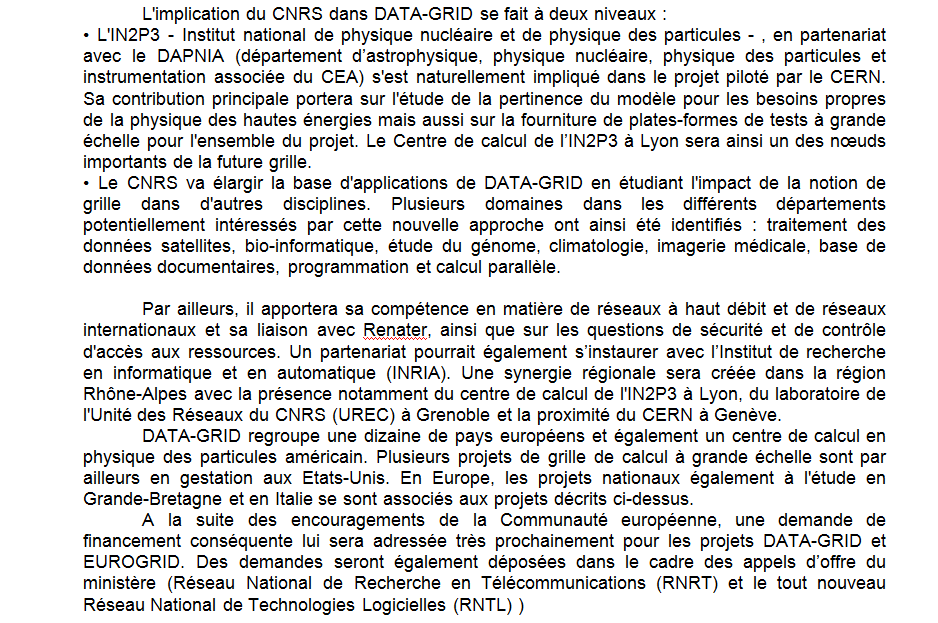 L'implication du CNRS dans DATA-GRID se fait à deux niveaux :
• L'IN2P3 - Institut national de physique nucléaire et de physique des particules - , en partenariat
avec le DAPNIA (département d'astrophysique, physique nucléaire, physique des particules et
instrumentation associée du CEA) s'est naturellement impliqué dans le projet piloté par le CERN.
Sa contribution principale portera sur l'étude de la pertinence du modèle pour les besoins propres
de la physique des hautes énergies mais aussi sur la fourniture de plates-formes de tests à grande
échelle pour l'ensemble du projet. Le Centre de calcul de l'IN2P3 à Lyon sera ainsi un des nœuds
importants de la future grille.
• Le CNRS va élargir la base d'applications de DATA-GRID en étudiant l'impact de la notion de
grille dans d'autres disciplines. Plusieurs domaines dans les différents départements
potentiellement intéressés par cette nouvelle approche ont ainsi été identifiés : traitement des
données satellites, bio-informatique, étude du génome, climatologie, imagerie médicale, base de
données documentaires, programmation et calcul parallèle.
Par ailleurs, il apportera sa compétence en matière de réseaux à haut débit et de réseaux
internationaux et sa liaison avec Renater, ainsi que sur les questions de sécurité et de contrôle
d'accès aux ressources. Un partenariat pourrait également s'instaurer avec l'Institut de recherche
en informatique et en automatique (INRIA). Une synergie régionale sera créée dans la région
Rhône-Alpes avec la présence notamment du centre de calcul de l'IN2P3 à Lyon, du laboratoire de
l'Unité des Réseaux du CNRS (UREC) à Grenoble et la proximité du CERN à Genève.
DATA-GRID regroupe une dizaine de pays européens et également un centre de calcul en
physique des particules américain. Plusieurs projets de grille de calcul à grande échelle sont par
ailleurs en gestation aux Etats-Unis. En Europe, les projets nationaux également à l'étude en
Grande-Bretagne et en Italie se sont associés aux projets décrits ci-dessus.
A la suite des encouragements de la Communauté européenne, une demande de
financement conséquente lui sera adressée très prochainement pour les projets DATA-GRID et
EUROGRID. Des demandes seront également déposées dans le cadre des appels d'offre du
ministère (Réseau National de Recherche en Télécommunications (RNRT) et le tout nouveau
Réseau National de Technologies Logicielles (RNTL) )